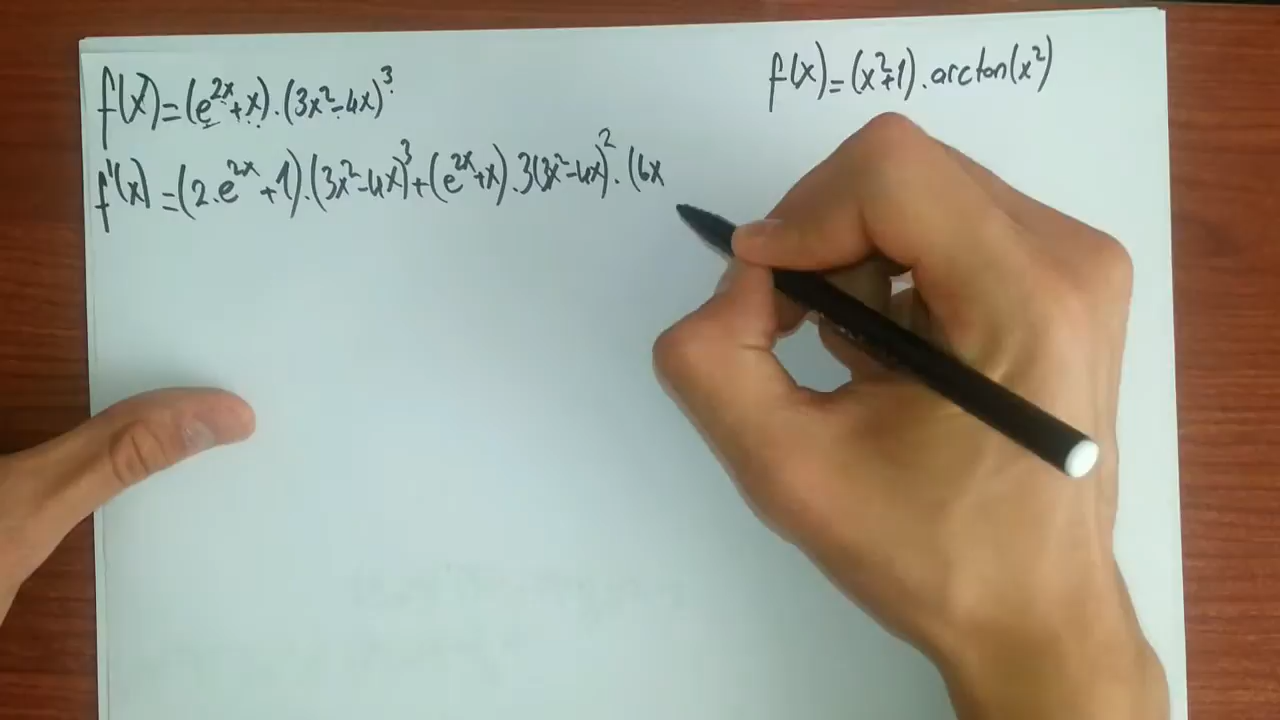 f(x)=(e^{2x}+x).(3x²-4x)³
f'(x)=(2.e^{2x}+1).(3x²-4x)³+(e^{2x}+x).3(3x²-4x)².(6x
f(x)=(x²+1).arctan(x²)